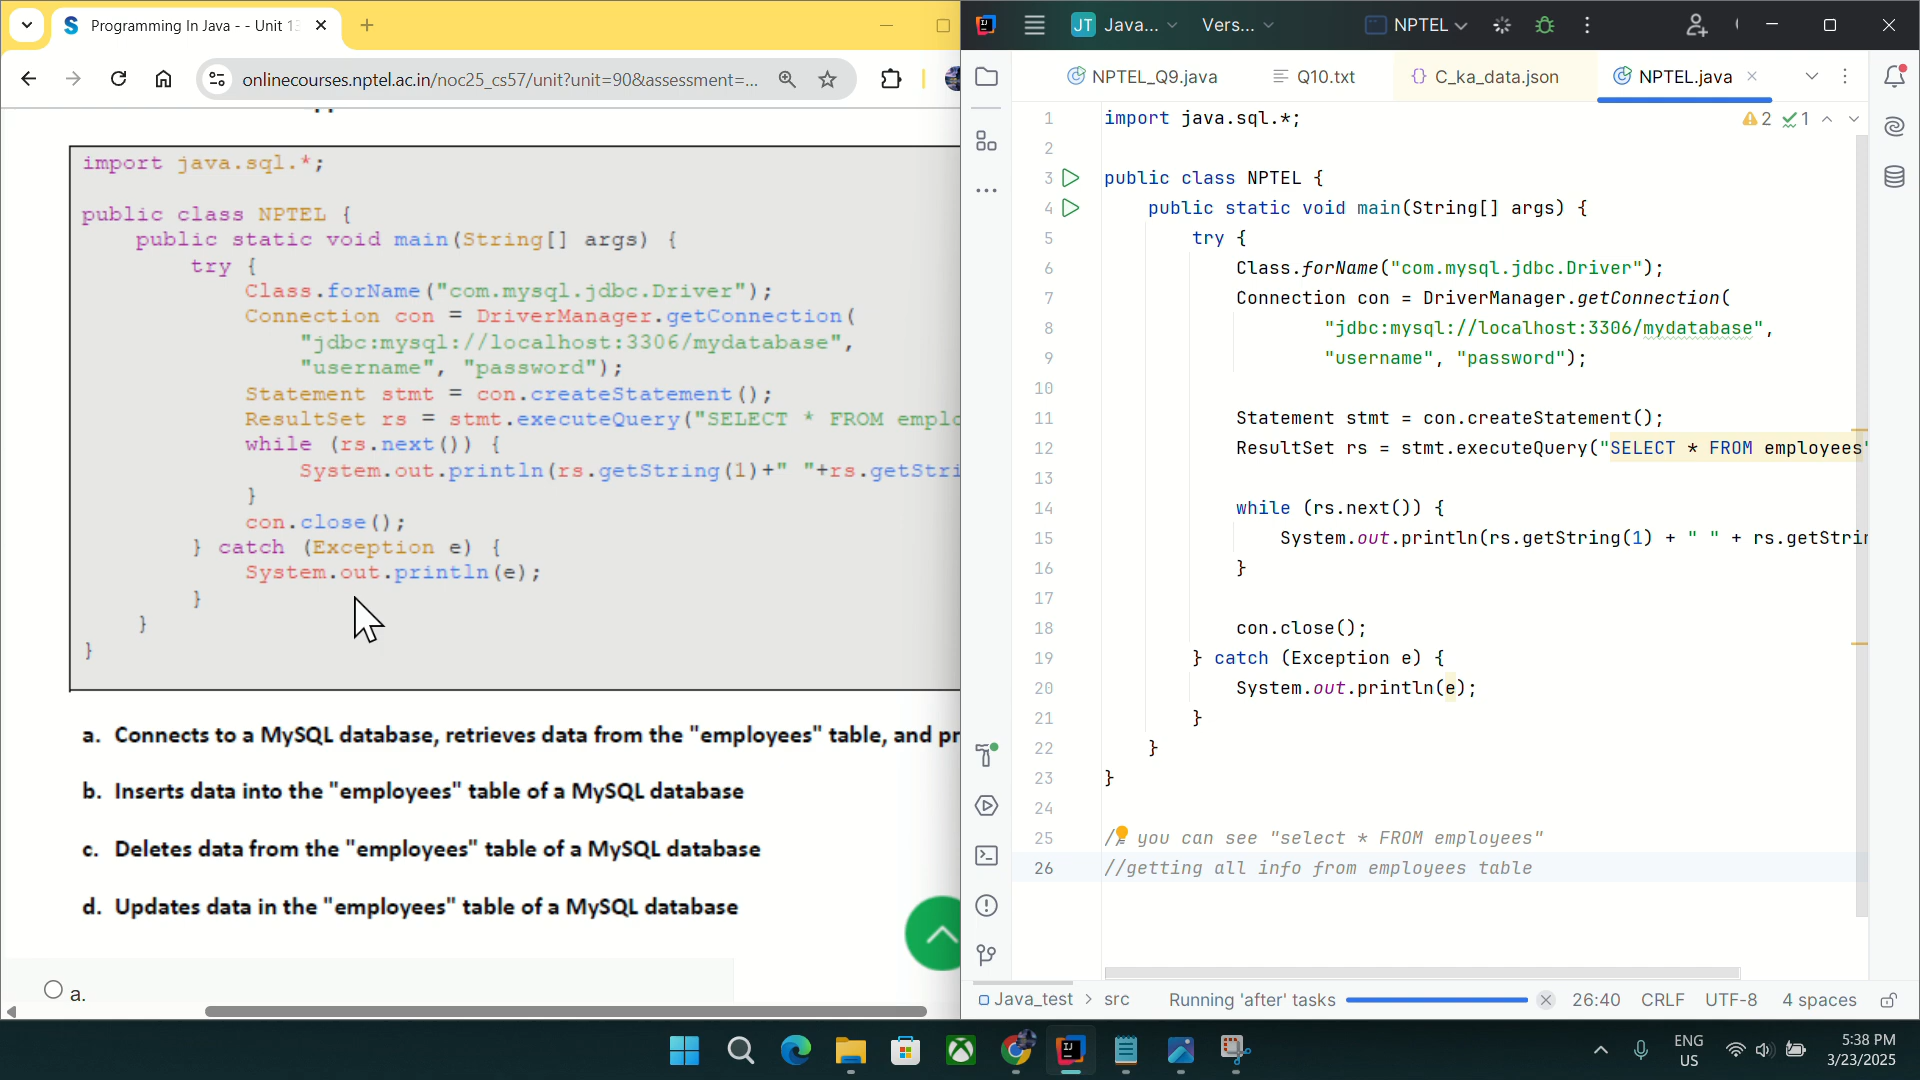 Programming In Java - - Unit 13
onlinecourses.nptel.ac.in/noc25_cs57/unit?unit=90&assessment=...
import java.sql.*;
public class NPTEL {
public static void main(String[] args) {
try {
Class.forName("com.mysql.jdbc.Driver");
Connection con = DriverManager.getConnection(
"jdbc:mysql://localhost:3306/mydatabase",
"username", "password");
Statement stmt = con.createStatement();
ResultSet rs = stmt.executeQuery("SELECT * FROM emplo
while (rs.next()) {
System.out.println(rs.getString(1)+" "+rs.getStri
}
con.close();
} catch (Exception e) {
System.out.println(e);
}
}
}
a. Connects to a MySQL database, retrieves data from the "employees" table, and pr
b. Inserts data into the "employees" table of a MySQL database
c. Deletes data from the "employees" table of a MySQL database
d. Updates data in the "employees" table of a MySQL database
a.
JT Java... Vers... NPTEL
NPTEL_Q9.java Q10.txt C_ka_data.json NPTEL.java
2 1
1 import java.sql.*;
2
3 public class NPTEL {
4 public static void main(String[] args) {
5 try {
6 Class.forName("com.mysql.jdbc.Driver");
7 Connection con = DriverManager.getConnection(
8 "jdbc:mysql://localhost:3306/mydatabase",
9 "username", "password");
10
11 Statement stmt = con.createStatement();
12 ResultSet rs = stmt.executeQuery("SELECT * FROM employees"
13
14 while (rs.next()) {
15 System.out.println(rs.getString(1) + " " + rs.getStrin
16 }
17
18 con.close();
19 } catch (Exception e) {
20 System.out.println(e);
21 }
22 }
23 }
24
25 // you can see "select * FROM employees"
26 //getting all info from employees table
Java_test > src Running 'after' tasks 26:40 CRLF UTF-8 4 spaces
ENG
US
5:38 PM
3/23/2025